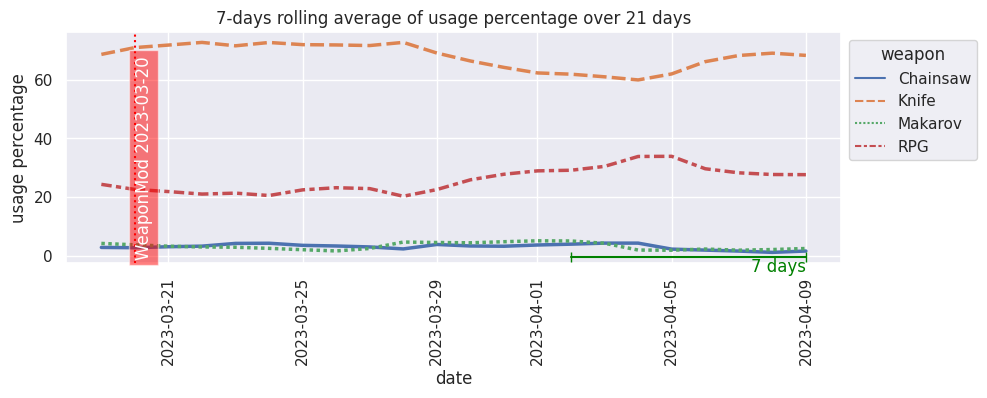 7-days rolling average of usage percentage over 21 days
usage percentage
60
40
20
0
WeaponMod 2023-03-20
7 days
2023-03-21
2023-03-25
2023-03-29
2023-04-01
2023-04-05
2023-04-09
date
weapon
Chainsaw
Knife
Makarov
RPG